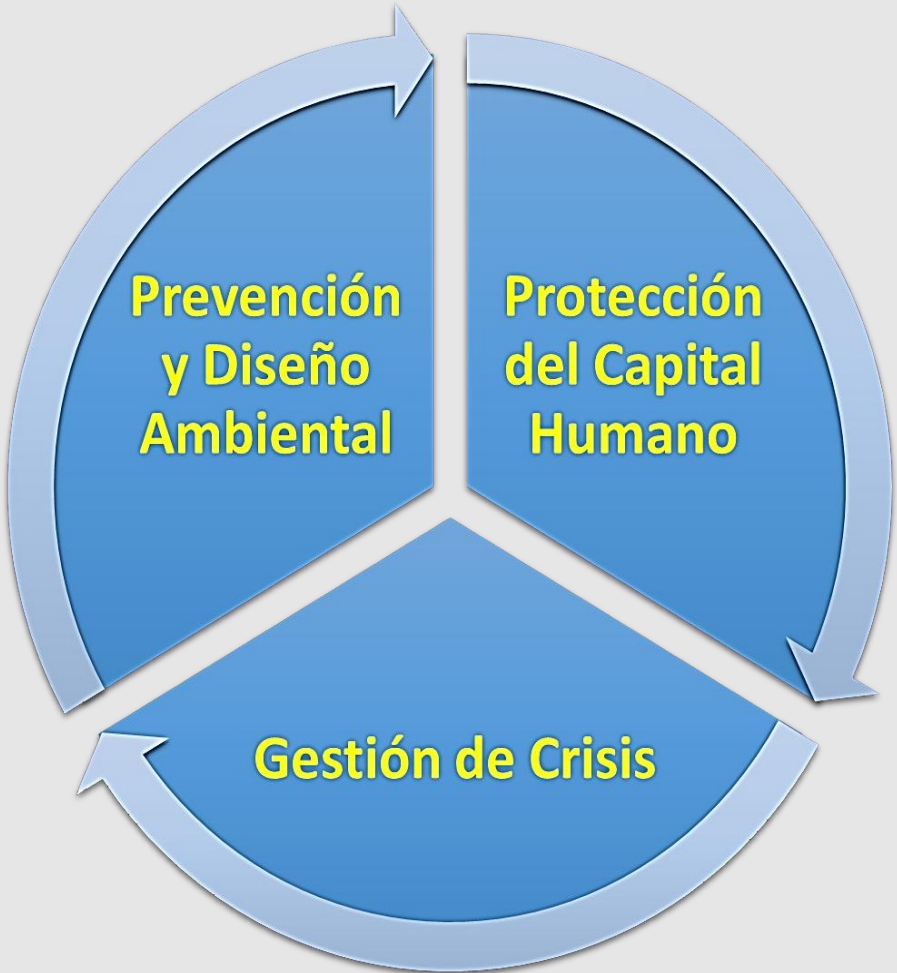 Prevención
y Diseño
Ambiental
Protección
del Capital
Humano
Gestión de Crisis